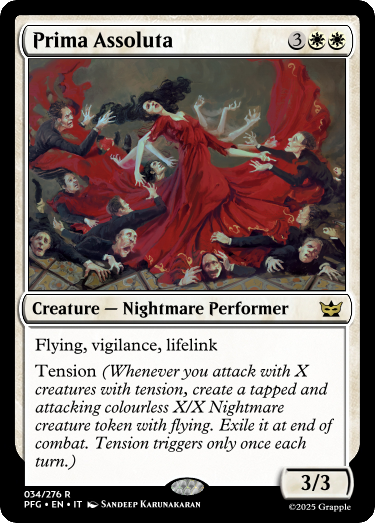 Prima Assoluta 3
Creature — Nightmare Performer
Flying, vigilance, lifelink
Tension (Whenever you attack with X
creatures with tension, create a tapped and
attacking colourless X/X Nightmare
creature token with flying. Exile it at end of
combat. Tension triggers only once each
turn.)
3/3
034/276 R
PFG • EN • IT Sandeep Karunakaran
©2025 Grapple